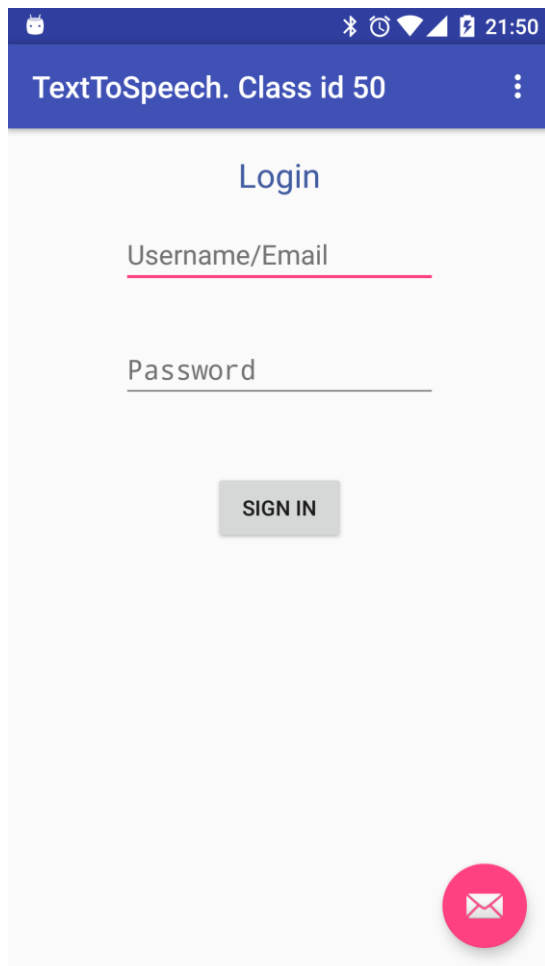 21:50
TextToSpeech. Class id 50
Login
Username/Email
Password
SIGN IN